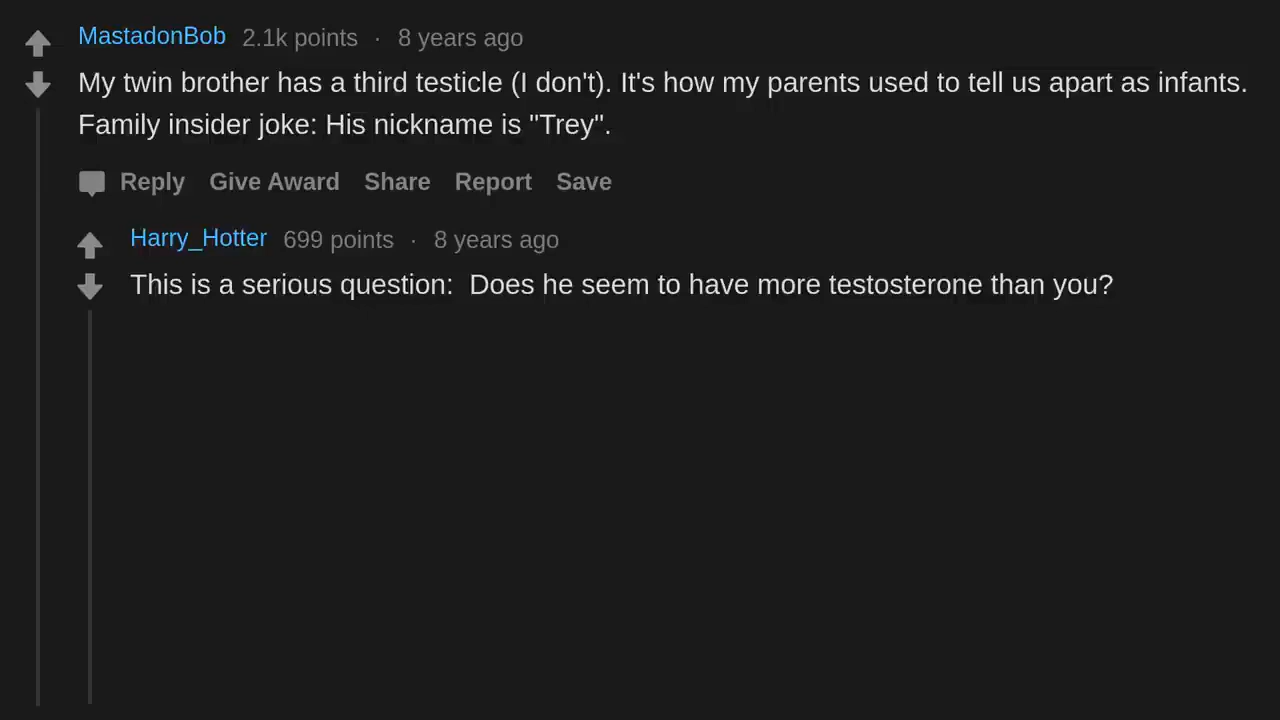 MastadonBob 2.1k points · 8 years ago
My twin brother has a third testicle (I don't). It's how my parents used to tell us apart as infants.
Family insider joke: His nickname is "Trey".
Reply Give Award Share Report Save
Harry_Hotter 699 points · 8 years ago
This is a serious question:  Does he seem to have more testosterone than you?